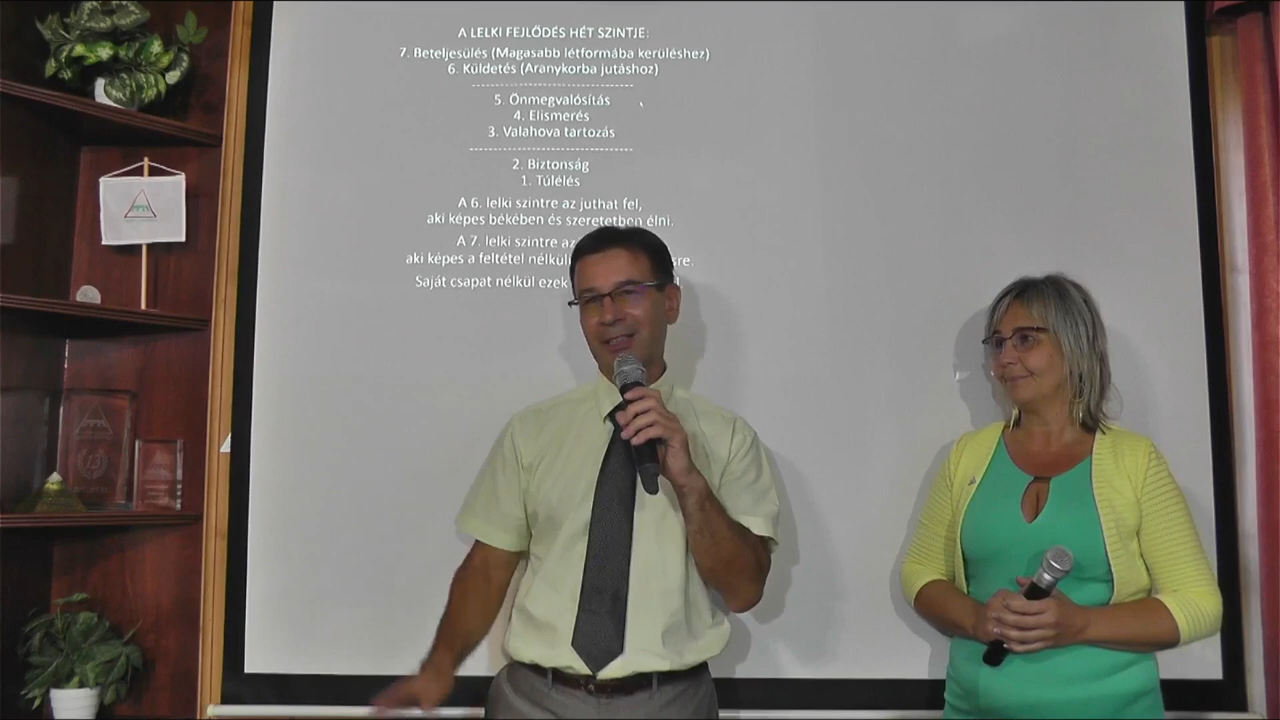 A LELKI FEJLŐDÉS HÉT SZINTJE:
7. Beteljesülés (Magasabb létformába kerüléshez)
6. Küldetés (Aranykorba jutáshoz)
--------------------------------
5. Önmegvalósítás
4. Elismerés
3. Valahova tartozás
--------------------------------
2. Biztonság
1. Túlélés
A 6. lelki szintre az juthat fel,
aki képes békében és szeretetben élni.
A 7. lelki szintre az
aki képes a feltétel
Saját csapat nélkül ezek